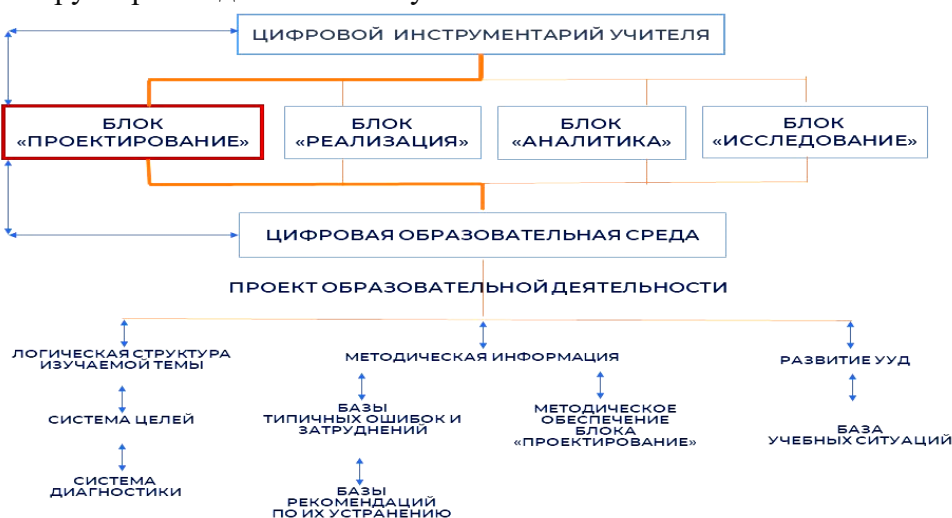 ЦИФРОВОЙ ИНСТРУМЕНТАРИЙ УЧИТЕЛЯ
БЛОК
«ПРОЕКТИРОВАНИЕ»
БЛОК
«РЕАЛИЗАЦИЯ»
БЛОК
«АНАЛИТИКА»
БЛОК
«ИССЛЕДОВАНИЕ»
ЦИФРОВАЯ ОБРАЗОВАТЕЛЬНАЯ СРЕДА
ПРОЕКТ ОБРАЗОВАТЕЛЬНОЙ ДЕЯТЕЛЬНОСТИ
ЛОГИЧЕСКАЯ СТРУКТУРА
ИЗУЧАЕМОЙ ТЕМЫ
МЕТОДИЧЕСКАЯ ИНФОРМАЦИЯ
РАЗВИТИЕ УУД
СИСТЕМА ЦЕЛЕЙ
БАЗЫ
ТИПИЧНЫХ ОШИБОК И
ЗАТРУДНЕНИЙ
МЕТОДИЧЕСКОЕ
ОБЕСПЕЧЕНИЕ
БЛОКА
«ПРОЕКТИРОВАНИЕ»
БАЗА
УЧЕБНЫХ СИТУАЦИЙ
СИСТЕМА
ДИАГНОСТИКИ
БАЗЫ
РЕКОМЕНДАЦИЙ
ПО ИХ УСТРАНЕНИЮ